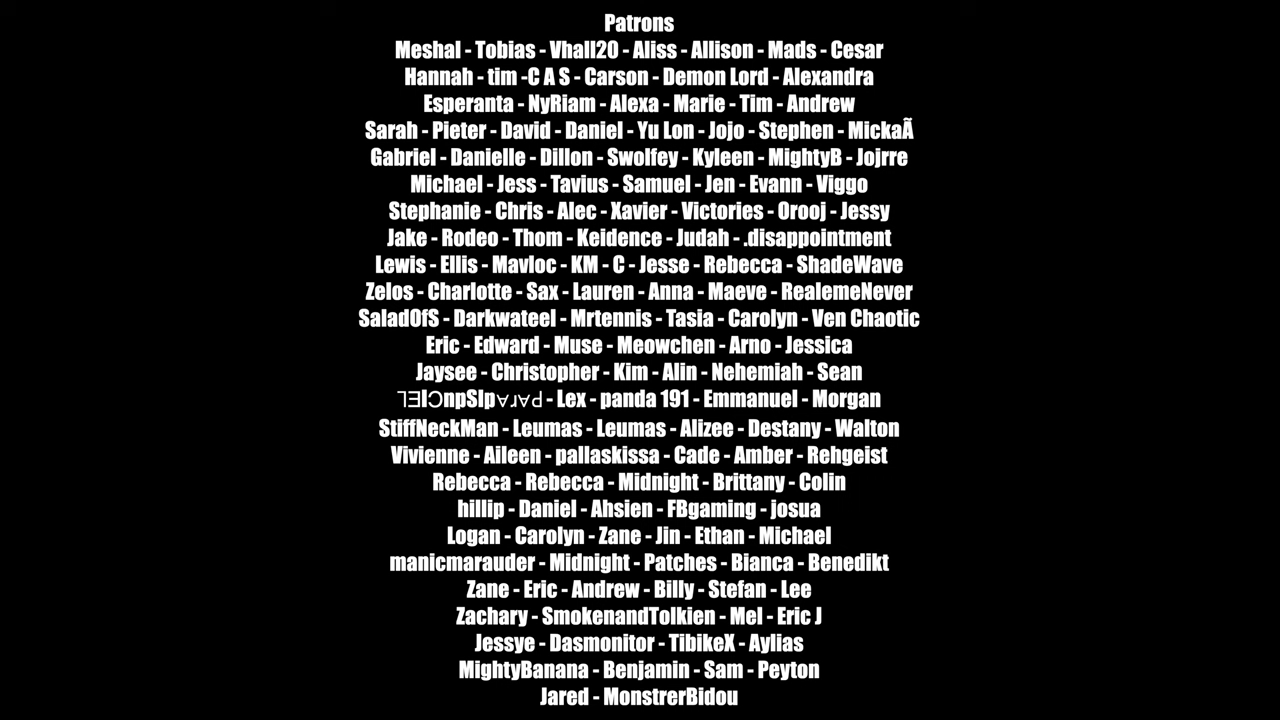 Patrons
Meshal - Tobias - Vhall20 - Aliss - Allison - Mads - Cesar
Hannah - tim -C A S - Carson - Demon Lord - Alexandra
Esperanta - NyRiam - Alexa - Marie - Tim - Andrew
Sarah - Pieter - David - Daniel - Yu Lon - Jojo - Stephen - MickaÃ
Gabriel - Danielle - Dillon - Swolfey - Kyleen - MightyB - Jojrre
Michael - Jess - Tavius - Samuel - Jen - Evann - Viggo
Stephanie - Chris - Alec - Xavier - Victories - Orooj - Jessy
Jake - Rodeo - Thom - Keidence - Judah - .disappointment
Lewis - Ellis - Mavloc - KM - C - Jesse - Rebecca - ShadeWave
Zelos - Charlotte - Sax - Lauren - Anna - Maeve - RealemeNever
SaladOfS - Darkwateel - Mrtennis - Tasia - Carolyn - Ven Chaotic
Eric - Edward - Muse - Meowchen - Arno - Jessica
Jaysee - Christopher - Kim - Alin - Nehemiah - Sean
⅂ƎIƆnpSIp∀ɹ∀Ԁ - Lex - panda 191 - Emmanuel - Morgan
StiffNeckMan - Leumas - Leumas - Alizee - Destany - Walton
Vivienne - Aileen - pallaskissa - Cade - Amber - Rehgeist
Rebecca - Rebecca - Midnight - Brittany - Colin
hillip - Daniel - Ahsien - FBgaming - josua
Logan - Carolyn - Zane - Jin - Ethan - Michael
manicmarauder - Midnight - Patches - Bianca - Benedikt
Zane - Eric - Andrew - Billy - Stefan - Lee
Zachary - SmokenandTolkien - Mel - Eric J
Jessye - Dasmonitor - TibikeX - Aylias
MightyBanana - Benjamin - Sam - Peyton
Jared - MonstrerBidou